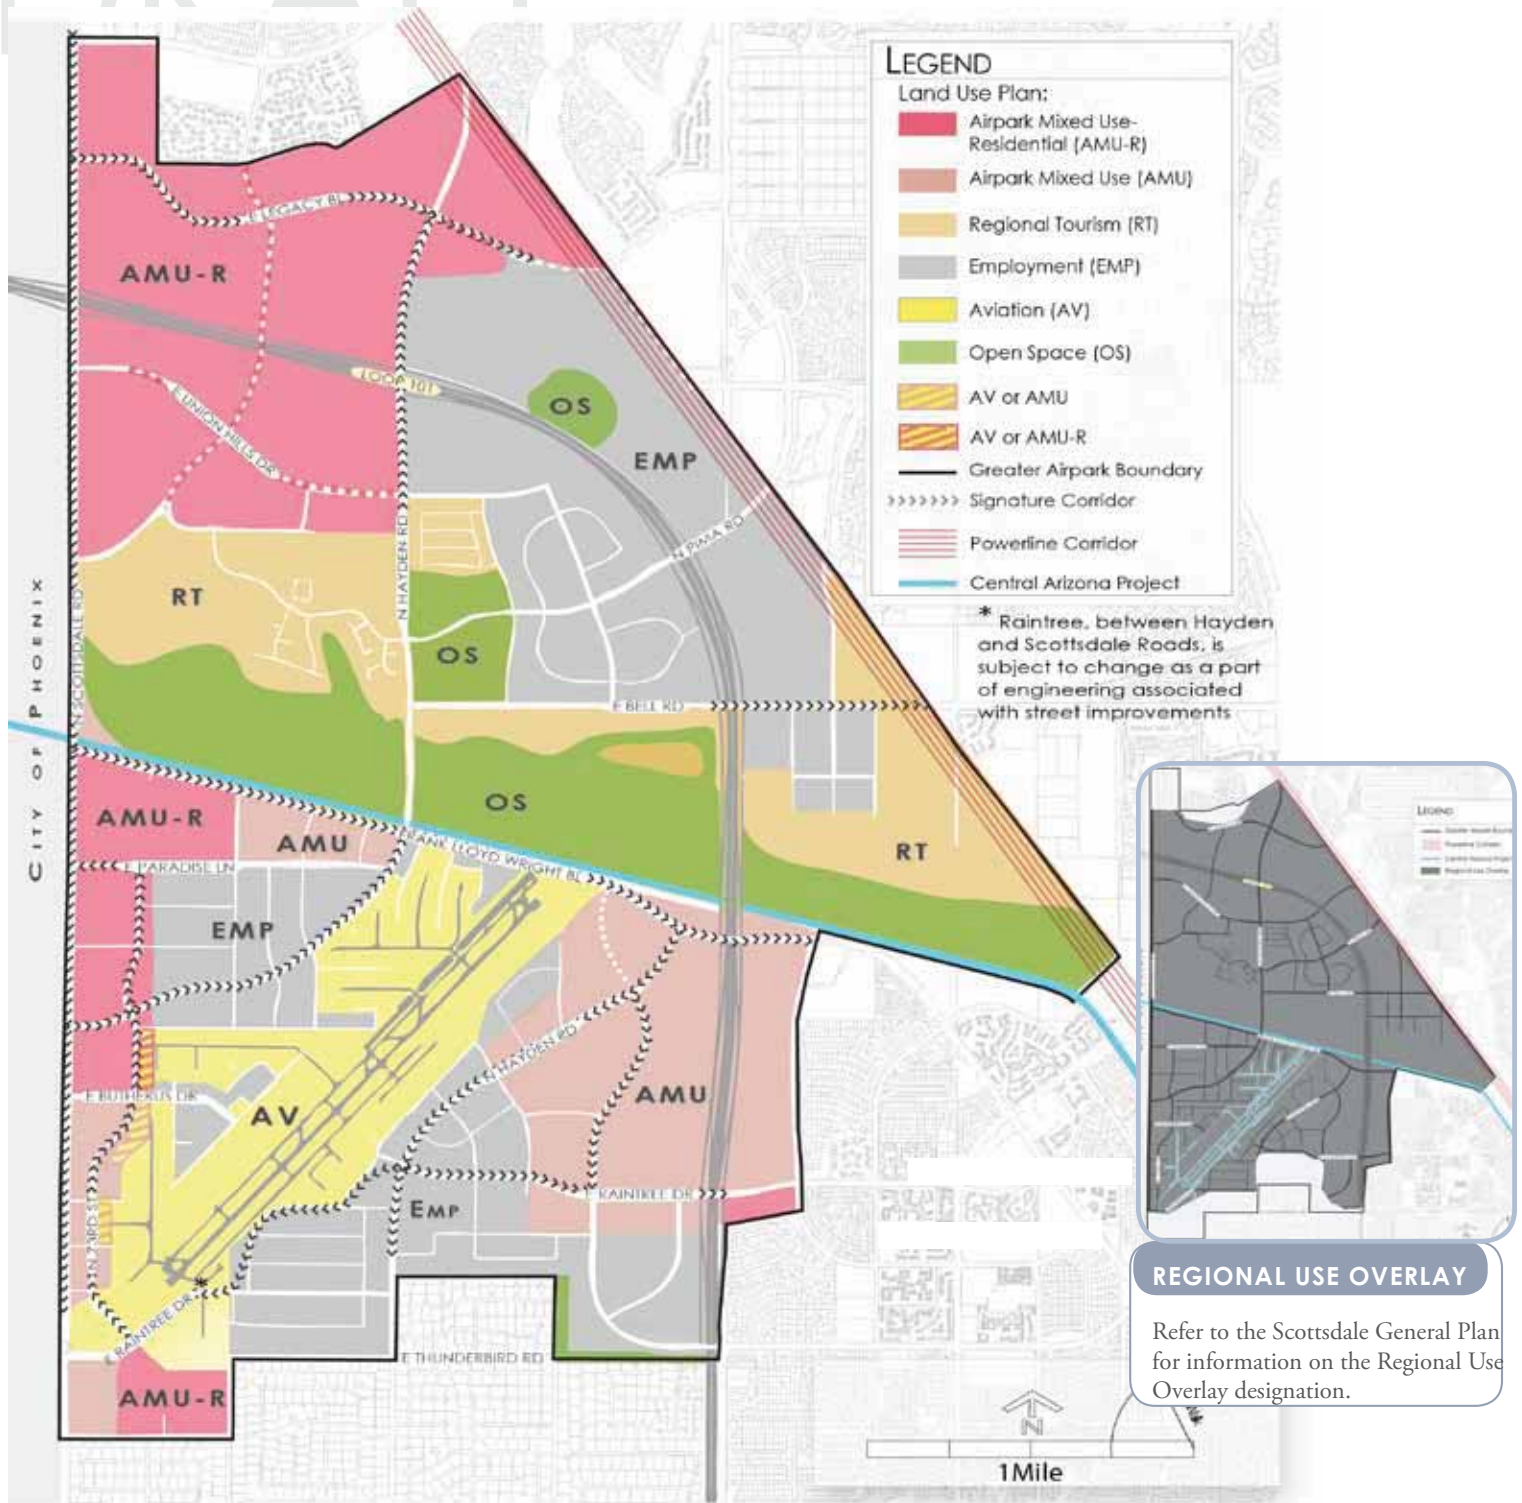 LEGEND
Land Use Plan:
Airpark Mixed Use-
Residential (AMU-R)
Airpark Mixed Use (AMU)
Regional Tourism (RT)
Employment (EMP)
Aviation (AV)
Open Space (OS)
AV or AMU
AV or AMU-R
Greater Airpark Boundary
Signature Corridor
Powerline Corridor
Central Arizona Project
* Raintree, between Hayden
and Scottsdale Roads, is
subject to change as a part
of engineering associated
with street improvements
E LEGACY BL
AMU-R
LOOP 101
E UNION HILLS DR
OS
EMP
N PIMA RD
N HAYDEN RD
RT
OS
N SCOTTSDALE RD
CITY OF PHOENIX
E BELL RD
OS
AMU-R
AMU
FRANK LLOYD WRIGHT BL
RT
E PARADISE LN
EMP
N HAYDEN RD
E BUTHERUS DR
AV
AMU
E RAINTREE DR
EMP
N 73RD ST
*
E RAINTREE DR
E THUNDERBIRD RD
AMU-R
N
1Mile
LEGEND
REGIONAL USE OVERLAY
Refer to the Scottsdale General Plan
for information on the Regional Use
Overlay designation.